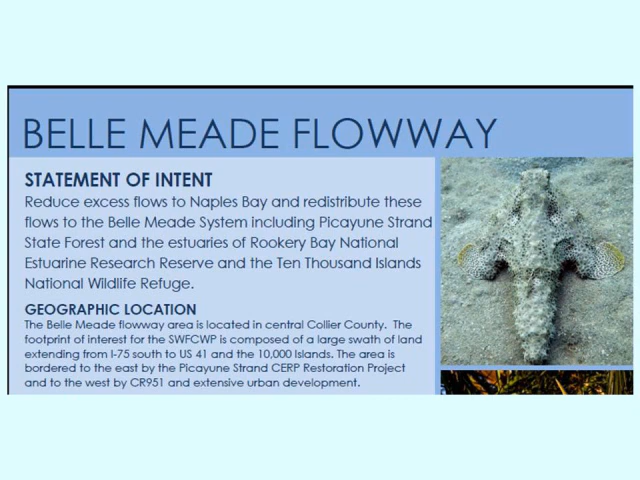 BELLE MEADE FLOWWAY
STATEMENT OF INTENT
Reduce excess flows to Naples Bay and redistribute these
flows to the Belle Meade System including Picayune Strand
State Forest and the estuaries of Rookery Bay National
Estuarine Research Reserve and the Ten Thousand Islands
National Wildlife Refuge.
GEOGRAPHIC LOCATION
The Belle Meade flowway area is located in central Collier County. The
footprint of interest for the SWFCWP is composed of a large swath of land
extending from I-75 south to US 41 and the 10,000 Islands. The area is
bordered to the east by the Picayune Strand CERP Restoration Project
and to the west by CR951 and extensive urban development.